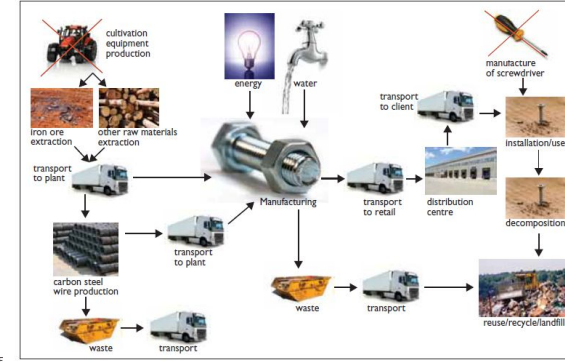 cultivation
equipment
production
energy
water
manufacture
of screwdriver
transport
to client
iron ore
extraction
other raw materials
extraction
installation/use
transport
to plant
Manufacturing
transport
to retail
distribution
centre
decomposition
transport
to plant
carbon steel
wire production
waste
transport
reuse/recycle/landfill
waste
transport